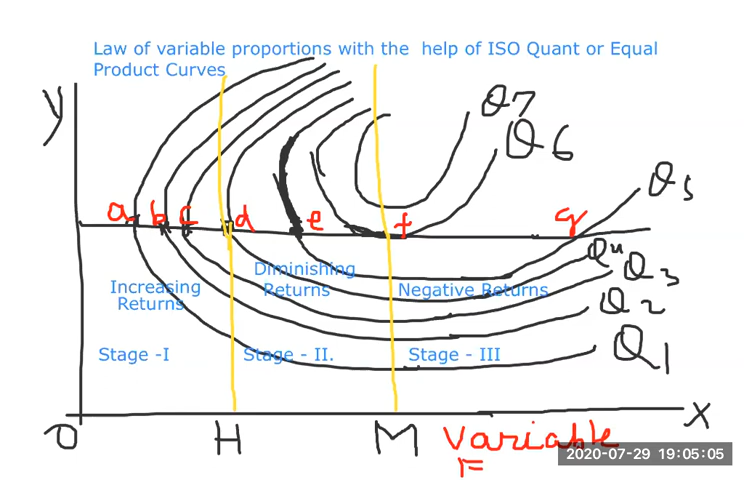 Law of variable proportions with the help of ISO Quant or Equal
Product Curves
Y
Q7
Q6
Q5
a b c d e f g
Q4
Q3
Q2
Q1
Increasing
Returns
Diminishing
Returns
Negative Returns
Stage -I
Stage - II.
Stage - III
O H M X
Variable
F
2020-07-29 19:05:05